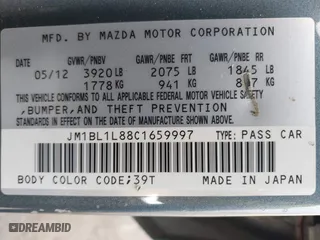 MFD. BY MAZDA MOTOR CORPORATION
GVWR/PNBV GAWR/PNBE FRT GAWR/PNBE RR
05/12 3920 LB 2075 LB 1845 LB
1778 KG 941 KG 837 KG
THIS VEHICLE CONFORMS TO ALL APPLICABLE FEDERAL MOTOR VEHICLE SAFETY
,BUMPER,AND THEFT PREVENTION
STANDARDS IN EFFECT ON THE DATE OF MANUFACTURE SHOWN ABOVE.
JM1BL1L88C1659997 TYPE: PASS CAR
BODY COLOR CODE:39T MADE IN JAPAN
DREAMBID